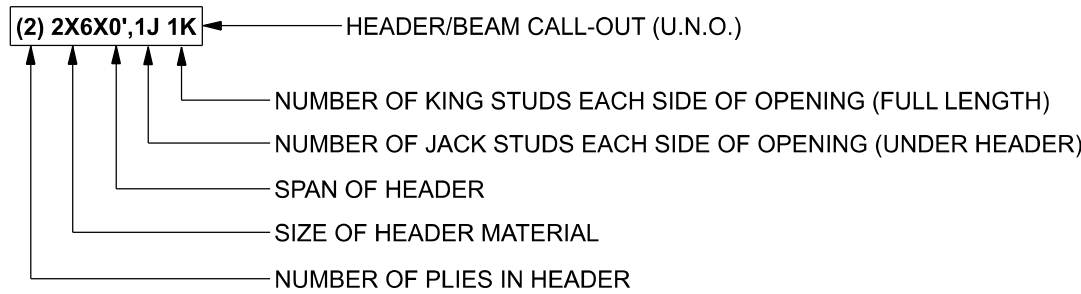 (2) 2X6X0',1J 1K HEADER/BEAM CALL-OUT (U.N.O.)
NUMBER OF KING STUDS EACH SIDE OF OPENING (FULL LENGTH)
NUMBER OF JACK STUDS EACH SIDE OF OPENING (UNDER HEADER)
SPAN OF HEADER
SIZE OF HEADER MATERIAL
NUMBER OF PLIES IN HEADER